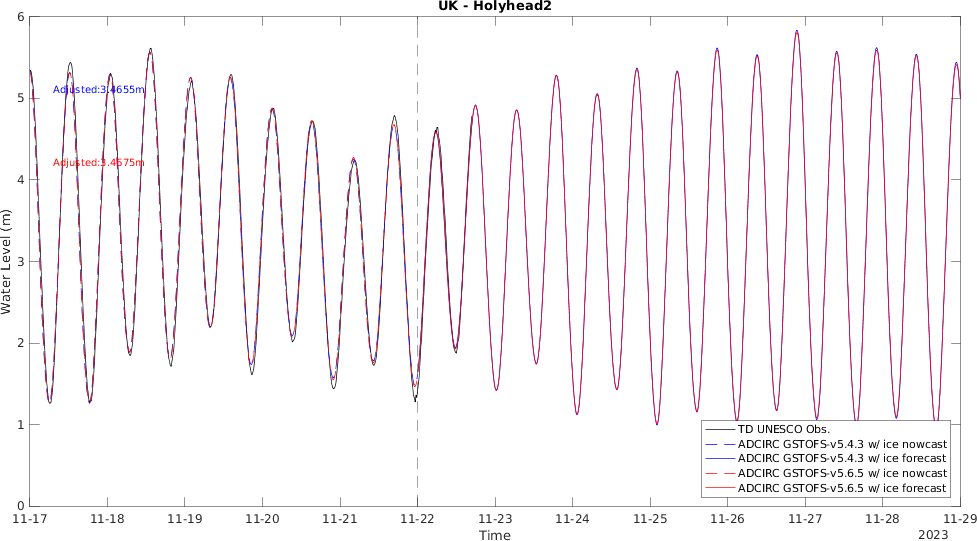 UK - Holyhead2
6
5
4
3
2
1
0
Water Level (m)
Adjusted:3.4655m
Adjusted:3.4675m
TD UNESCO Obs.
ADCIRC GSTOFS-v5.4.3 w/ ice nowcast
ADCIRC GSTOFS-v5.4.3 w/ ice forecast
ADCIRC GSTOFS-v5.6.5 w/ ice nowcast
ADCIRC GSTOFS-v5.6.5 w/ ice forecast
11-17 11-18 11-19 11-20 11-21 11-22 11-23 11-24 11-25 11-26 11-27 11-28 11-29
Time
2023